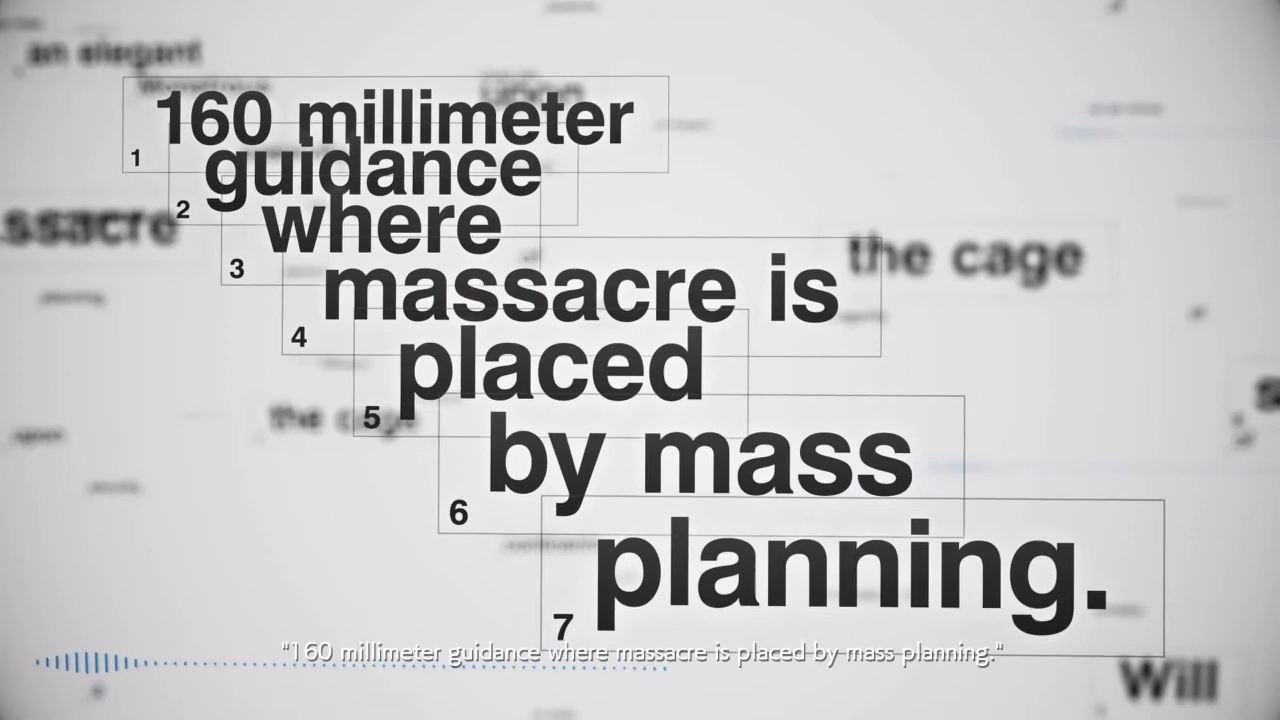 an elegant
upon
160 millimeter
1
guidance
2
where
ssacre
3
the cage
massacre is
4
placed
5
the cage
by mass
6
planning.
7
"160 millimeter guidance where massacre is placed by mass planning."
Will